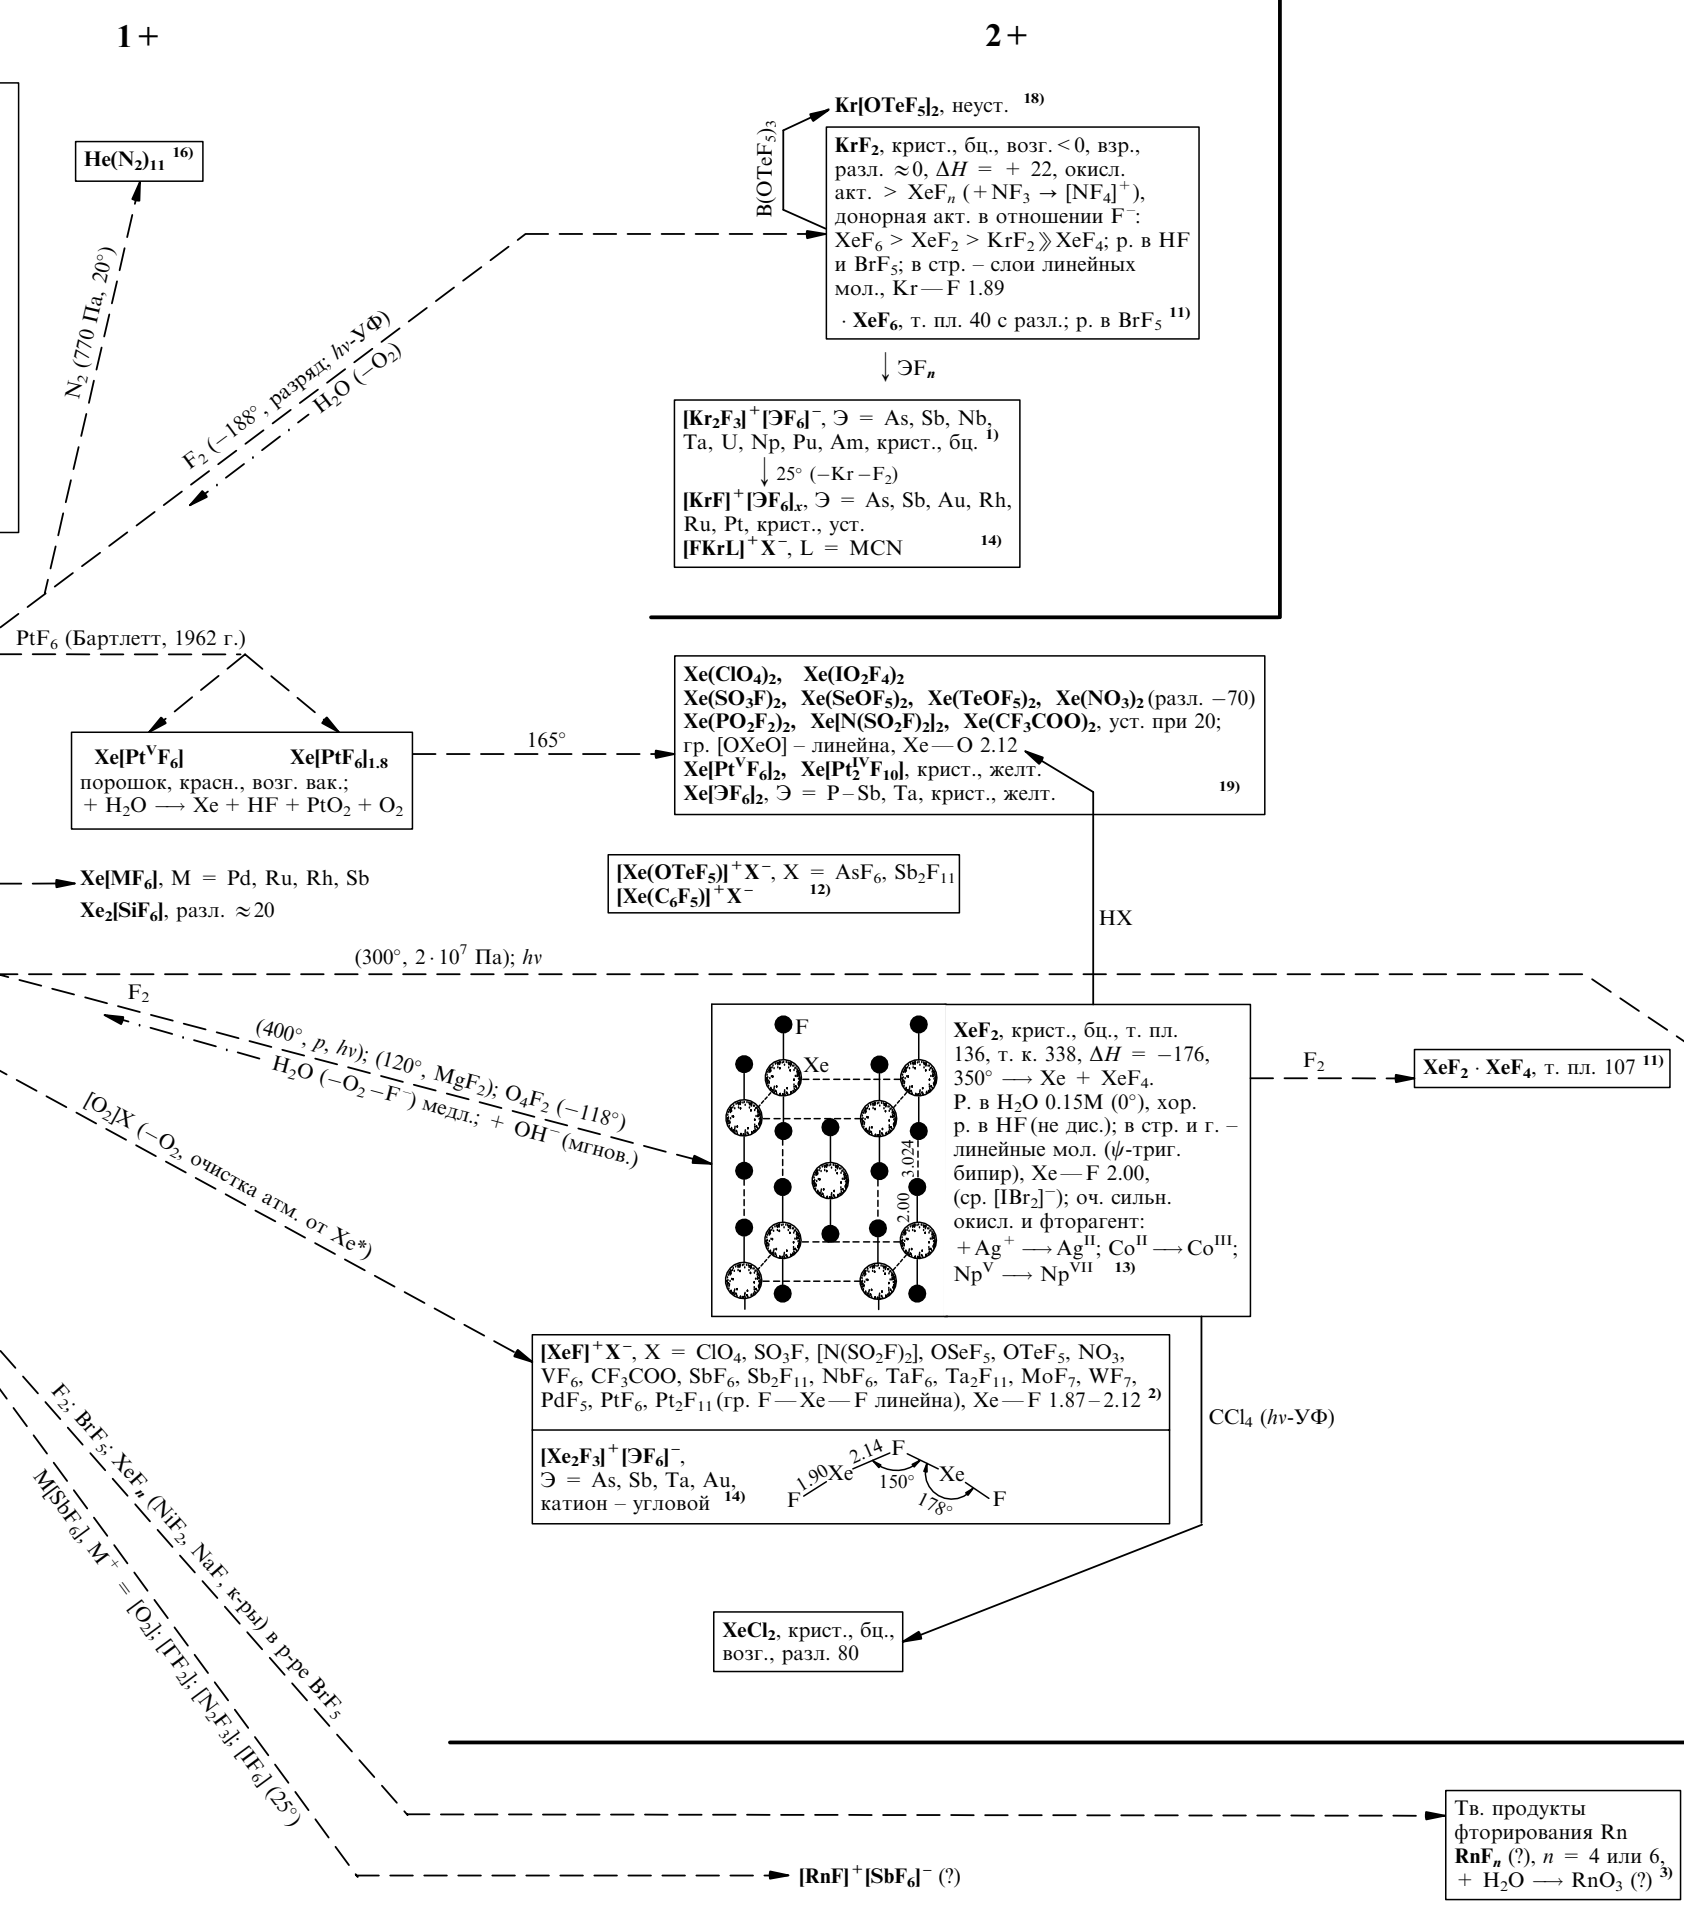 1+
2+
Kr[OTeF₅]₂, неуст. ¹⁸⁾
B(OTeF₅)₃
He(N₂)₁₁ ¹⁶⁾
KrF₂, крист., бц., возг. <0, взр.,
разл. ≈0, ΔH = + 22, окисл.
акт. > XeFₙ (+NF₃ → [NF₄]⁺),
донорная акт. в отношении F⁻:
XeF₆ > XeF₂ > KrF₂ ⟫ XeF₄; р. в HF
и BrF₅; в стр. – слои линейных
мол., Kr—F 1.89
· XeF₆, т. пл. 40 с разл.; р. в BrF₅ ¹¹⁾
N₂ (770 Па, 20°)
F₂ (−188°, разряд; hν-УФ)
H₂O (−O₂)
↓ ЭFₙ
[Kr₂F₃]⁺[ЭF₆]⁻, Э = As, Sb, Nb,
Ta, U, Np, Pu, Am, крист., бц. ¹⁾
↓ 25° (−Kr−F₂)
[KrF]⁺[ЭF₆]ₓ, Э = As, Sb, Au, Rh,
Ru, Pt, крист., уст.
[FKrL]⁺X⁻, L = MCN ¹⁴⁾
PtF₆ (Бартлетт, 1962 г.)
Xe[Pt^V F₆] Xe[PtF₆]₁.₈
порошок, красн., возг. вак.;
+ H₂O ⟶ Xe + HF + PtO₂ + O₂
165°
Xe(ClO₄)₂, Xe(IO₂F₄)₂
Xe(SO₃F)₂, Xe(SeOF₅)₂, Xe(TeOF₅)₂, Xe(NO₃)₂ (разл. −70)
Xe(PO₂F₂)₂, Xe[N(SO₂F)₂]₂, Xe(CF₃COO)₂, уст. при 20;
гр. [OXeO] – линейна, Xe—O 2.12
Xe[Pt^V F₆]₂, Xe[Pt₂^IV F₁₀], крист., желт.
Xe[ЭF₆]₂, Э = P–Sb, Ta, крист., желт. ¹⁹⁾
Xe[MF₆], M = Pd, Ru, Rh, Sb
Xe₂[SiF₆], разл. ≈20
[Xe(OTeF₅)]⁺X⁻, X = AsF₆, Sb₂F₁₁
[Xe(C₆F₅)]⁺X⁻ ¹²⁾
HX
(300°, 2·10⁷ Па); hν
F₂
(400°, p, hν); (120°, MgF₂); O₄F₂ (−118°)
H₂O (−O₂−F⁻) медл.; + OH⁻ (мгнов.)
F
Xe
3.024
2.00
XeF₂, крист., бц., т. пл.
136, т. к. 338, ΔH = −176,
350° ⟶ Xe + XeF₄.
Р. в H₂O 0.15M (0°), хор.
р. в HF (не дис.); в стр. и г. –
линейные мол. (ψ-триг.
бипир), Xe—F 2.00,
(ср. [IBr₂]⁻); оч. сильн.
окисл. и фторагент:
+Ag⁺ ⟶ Ag^II; Co^II ⟶ Co^III;
Np^V ⟶ Np^VII ¹³⁾
F₂
XeF₂ · XeF₄, т. пл. 107 ¹¹⁾
[O₂]X (−O₂, очистка атм. от Xe*)
[XeF]⁺X⁻, X = ClO₄, SO₃F, [N(SO₂F)₂], OSeF₅, OTeF₅, NO₃,
VF₆, CF₃COO, SbF₆, Sb₂F₁₁, NbF₆, TaF₆, Ta₂F₁₁, MoF₇, WF₇,
PdF₅, PtF₆, Pt₂F₁₁ (гр. F—Xe—F линейна), Xe—F 1.87–2.12 ²⁾
[Xe₂F₃]⁺[ЭF₆]⁻,
Э = As, Sb, Ta, Au,
катион – угловой ¹⁴⁾
F 1.90 Xe 2.14 F Xe F
150°
178°
CCl₄ (hν-УФ)
XeCl₂, крист., бц.,
возг., разл. 80
F₂; BrF₅; XeFₙ (NiF₂, NaF, к-ры) в р-ре BrF₅
M[SbF₆], M⁺ = [O₂]; [ГF₂]; [N₂F₃]; [IF₆] (25°)
Тв. продукты
фторирования Rn
RnFₙ (?), n = 4 или 6,
+ H₂O ⟶ RnO₃ (?) ³⁾
[RnF]⁺[SbF₆]⁻ (?)